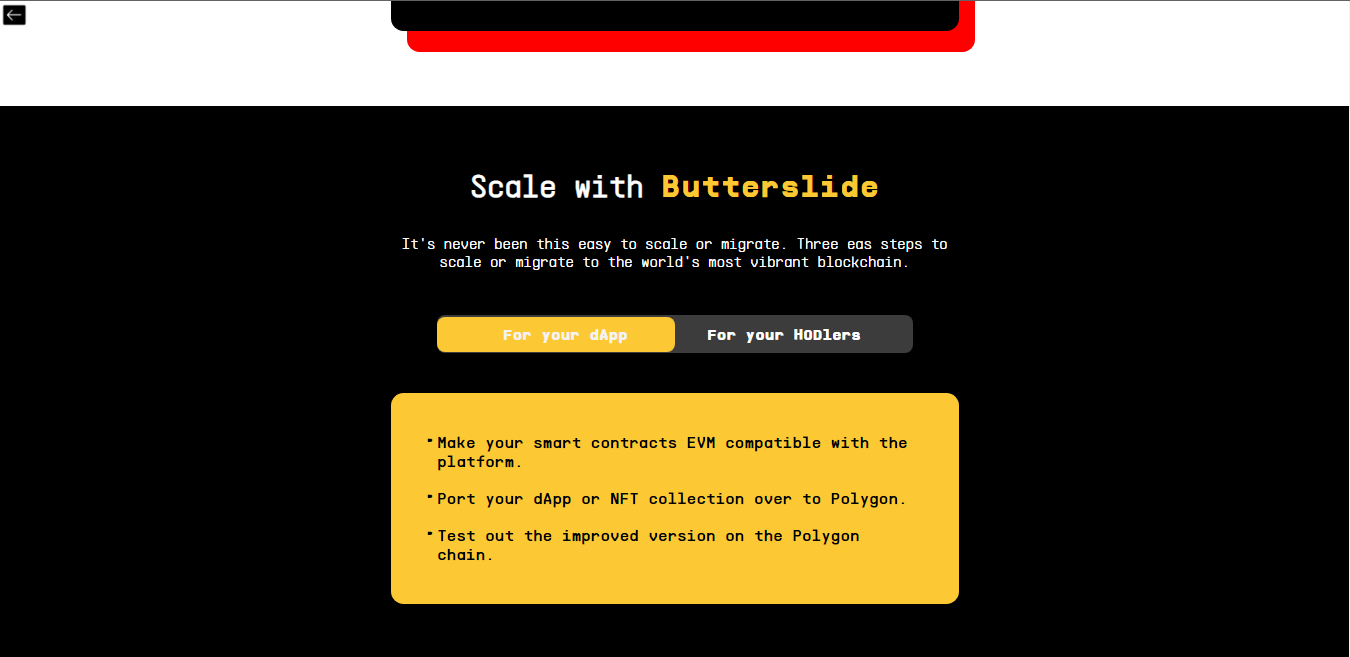 Scale with Butterslide
It's never been this easy to scale or migrate. Three eas steps to
scale or migrate to the world's most vibrant blockchain.
For your dApp For your HODlers
Make your smart contracts EVM compatible with the
platform.
Port your dApp or NFT collection over to Polygon.
Test out the improved version on the Polygon
chain.